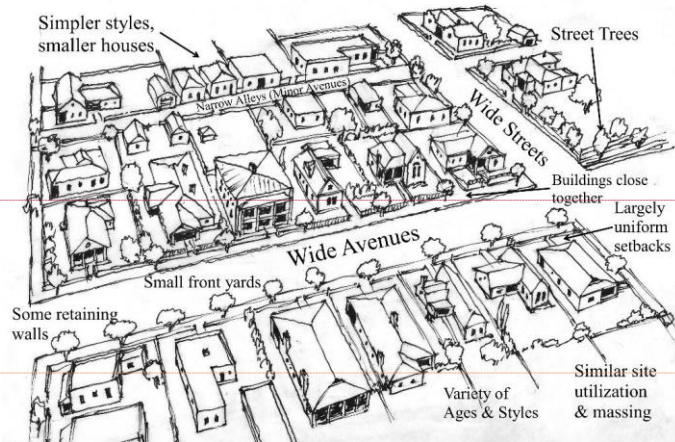 Simpler styles,
smaller houses
Street Trees
Narrow Alleys (Minor Avenues
Wide Streets
Buildings close
together
Largely
uniform
setbacks
Wide Avenues
Small front yards
Some retaining
walls
Variety of
Ages & Styles
Similar site
utilization
& massing